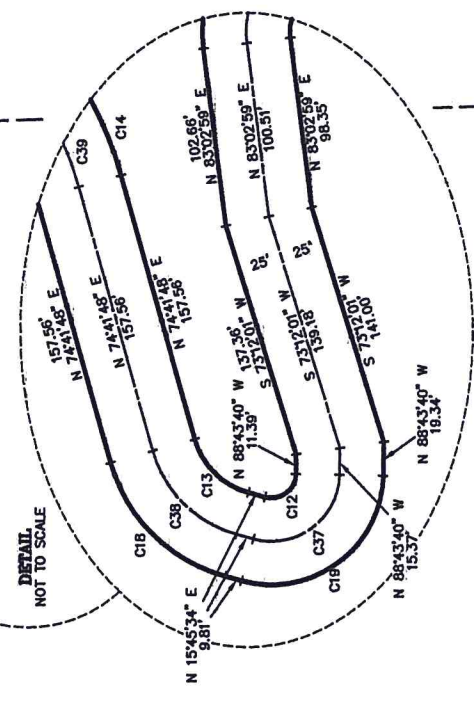 DETAIL
NOT TO SCALE
157.56'
N 74°41'48" E
N 74°41'48" E
157.56'
N 74°41'48" E
157.56'
C39
C14
102.66'
N 83°02'59" E
N 83°02'59" E
100.51'
N 83°02'59" E
98.35'
25'
25'
137.36'
S 73°12'01" W
S 73°12'01" W
139.18'
S 73°12'01" W
141.00'
N 88°43'40" W
11.39'
N 88°43'40" W
19.34'
N 88°43'40" W
15.37'
C18
C38
C13
C12
C37
C19
N 15°45'34" E
9.81'